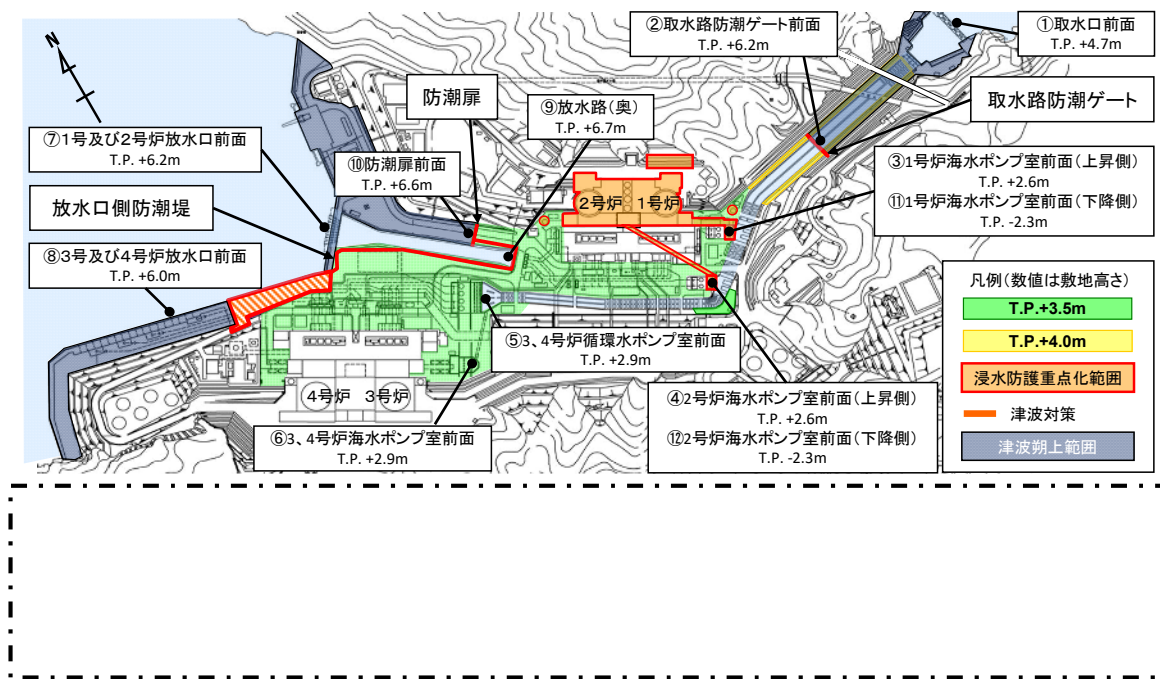 N
②取水路防潮ゲート前面
T.P. +6.2m
①取水口前面
T.P. +4.7m
防潮扉
⑨放水路(奥)
T.P. +6.7m
取水路防潮ゲート
⑦1号及び2号炉放水口前面
T.P. +6.2m
⑩防潮扉前面
T.P. +6.6m
③1号炉海水ポンプ室前面(上昇側)
T.P. +2.6m
⑪1号炉海水ポンプ室前面(下降側)
T.P. -2.3m
放水口側防潮堤
2号炉 1号炉
⑧3号及び4号炉放水口前面
T.P. +6.0m
凡例(数値は敷地高さ)
T.P.+3.5m
T.P.+4.0m
浸水防護重点化範囲
津波対策
津波朔上範囲
⑤3、4号炉循環水ポンプ室前面
T.P. +2.9m
4号炉 3号炉
④2号炉海水ポンプ室前面(上昇側)
T.P. +2.6m
⑫2号炉海水ポンプ室前面(下降側)
T.P. -2.3m
⑥3、4号炉海水ポンプ室前面
T.P. +2.9m